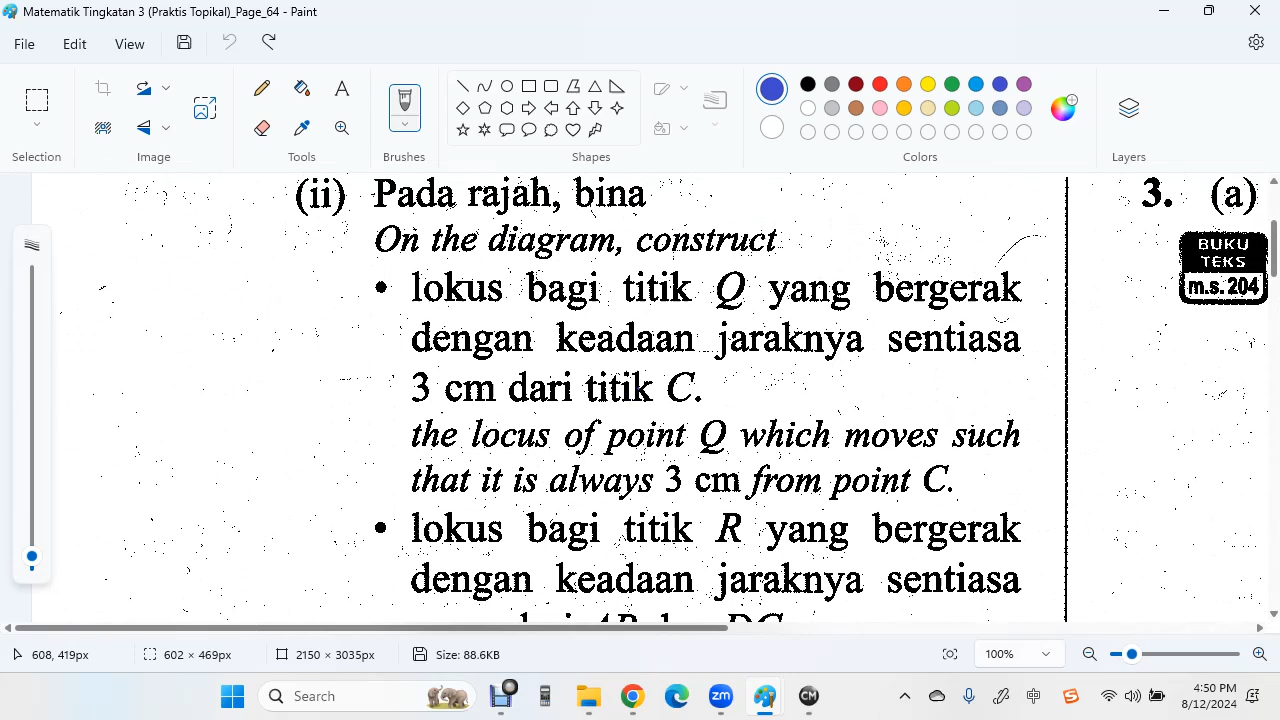 Matematik Tingkatan 3 (Praktis Topikal)_Page_64 - Paint
File Edit View
Selection Image Tools Brushes Shapes Colors Layers
(ii) Pada rajah, bina
On the diagram, construct
• lokus bagi titik Q yang bergerak
dengan keadaan jaraknya sentiasa
3 cm dari titik C.
the locus of point Q which moves such
that it is always 3 cm from point C.
• lokus bagi titik R yang bergerak
dengan keadaan jaraknya sentiasa
3. (a)
BUKU
TEKS
m.s. 204
608, 419px 602 × 469px 2150 × 3035px Size: 88.6KB 100%
Search
zm
CM
中
4:50 PM
8/12/2024